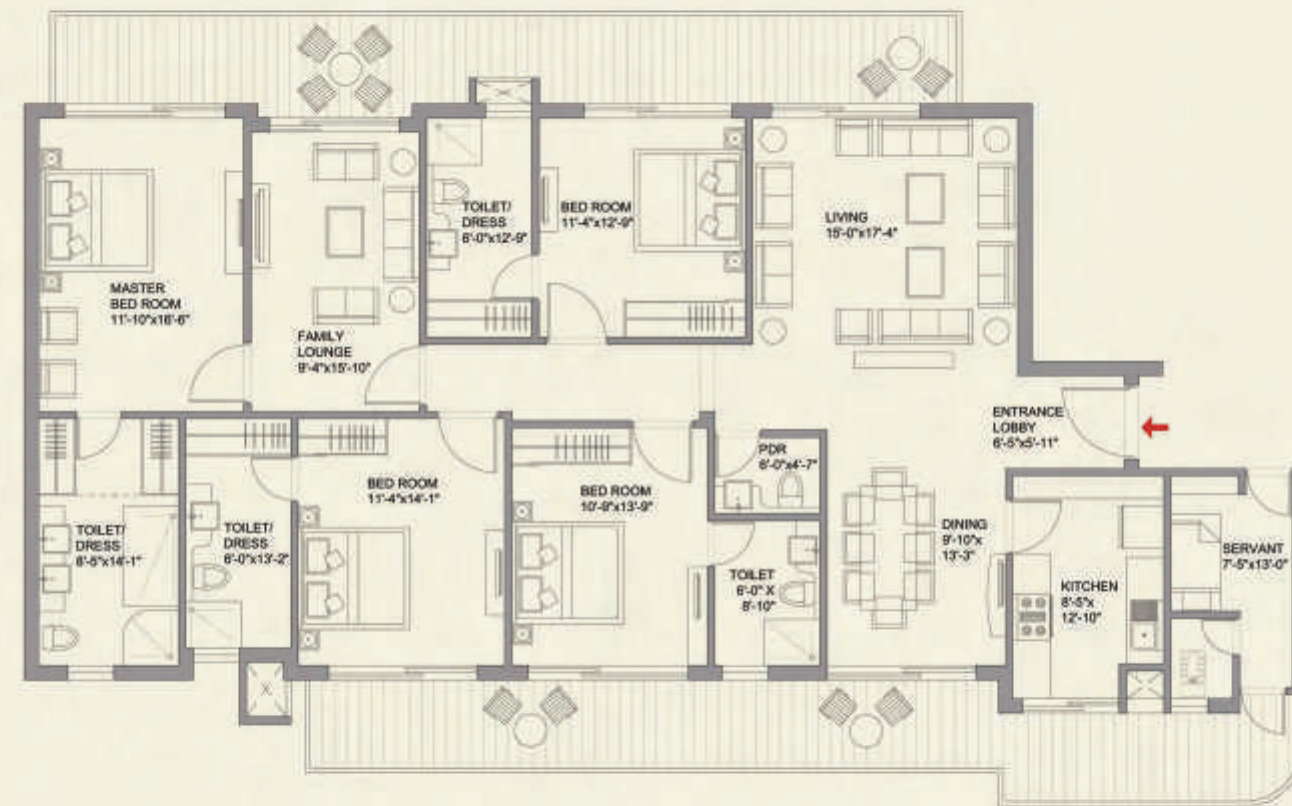 MASTER
BED ROOM
11'-10"x16'-6"
FAMILY
LOUNGE
9'-4"x15'-10"
TOILET/
DRESS
6'-0"x12'-9"
BED ROOM
11'-4"x12'-9"
LIVING
15'-0"x17'-4"
ENTRANCE
LOBBY
6'-5"x5'-11"
TOILET/
DRESS
8'-5"x14'-1"
TOILET/
DRESS
6'-0"x13'-2"
BED ROOM
11'-4"x14'-1"
BED ROOM
10'-9"x13'-9"
PDR
6'-0"x4'-7"
TOILET
6'-0" X
8'-10"
DINING
9'-10"x
13'-3"
KITCHEN
8'-5"x
12'-10"
SERVANT
7'-5"x13'-0"